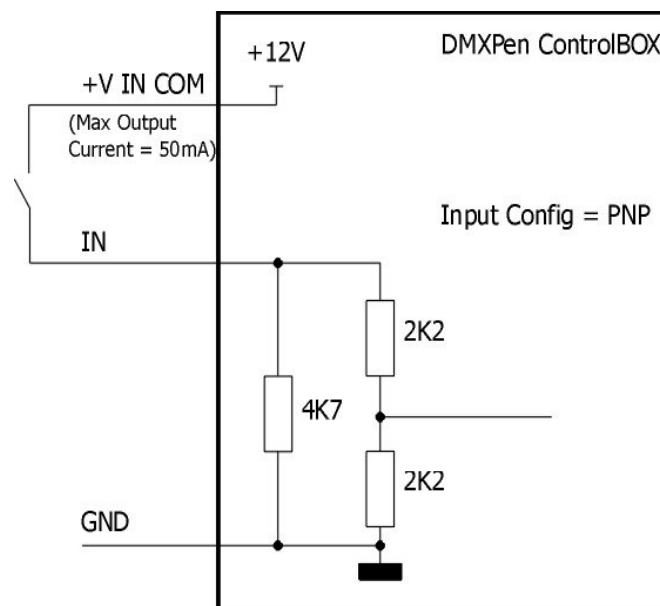 DMXPen ControlBOX
+12V
+V IN COM
(Max Output
Current = 50mA)
Input Config = PNP
IN
2K2
4K7
2K2
GND